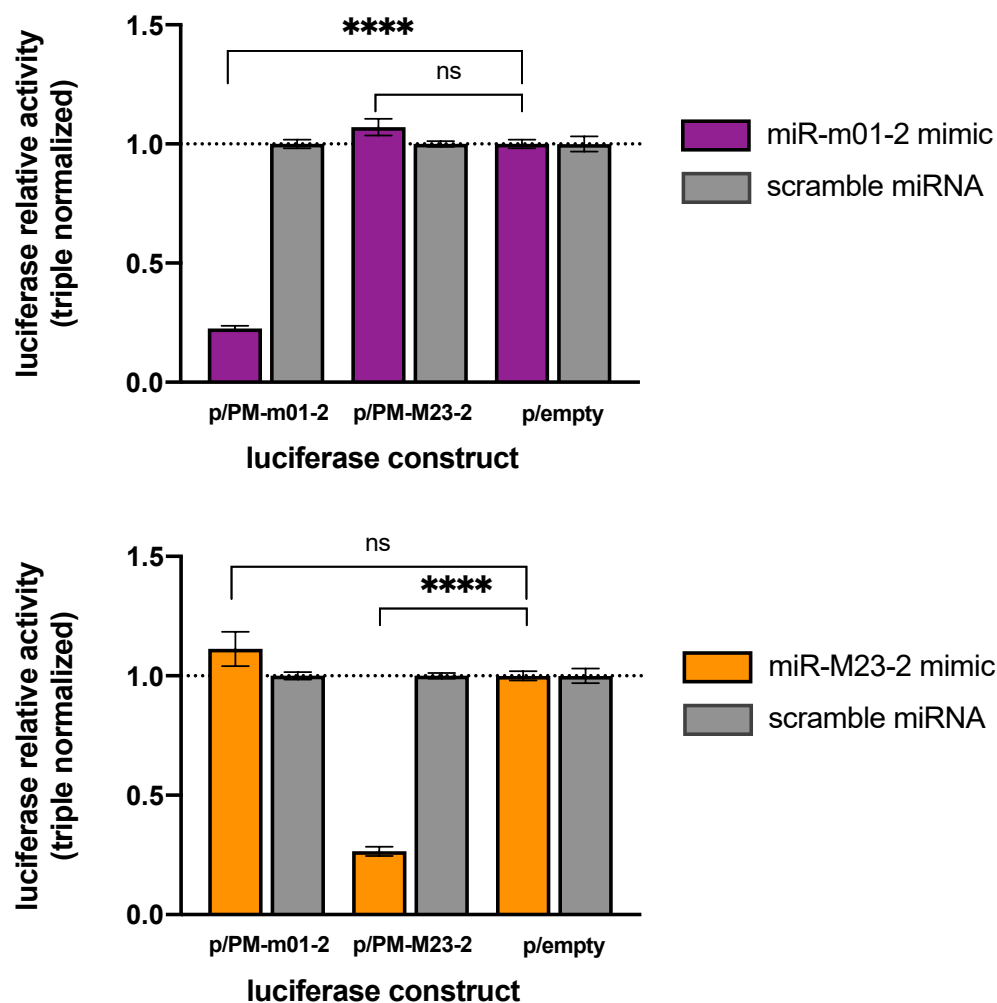 luciferase relative activity
(triple normalized)
1.5
1.0
0.5
0.0
****
ns
p/PM-m01-2
p/PM-M23-2
p/empty
luciferase construct
miR-m01-2 mimic
scramble miRNA
luciferase relative activity
(triple normalized)
1.5
1.0
0.5
0.0
ns
****
p/PM-m01-2
p/PM-M23-2
p/empty
luciferase construct
miR-M23-2 mimic
scramble miRNA